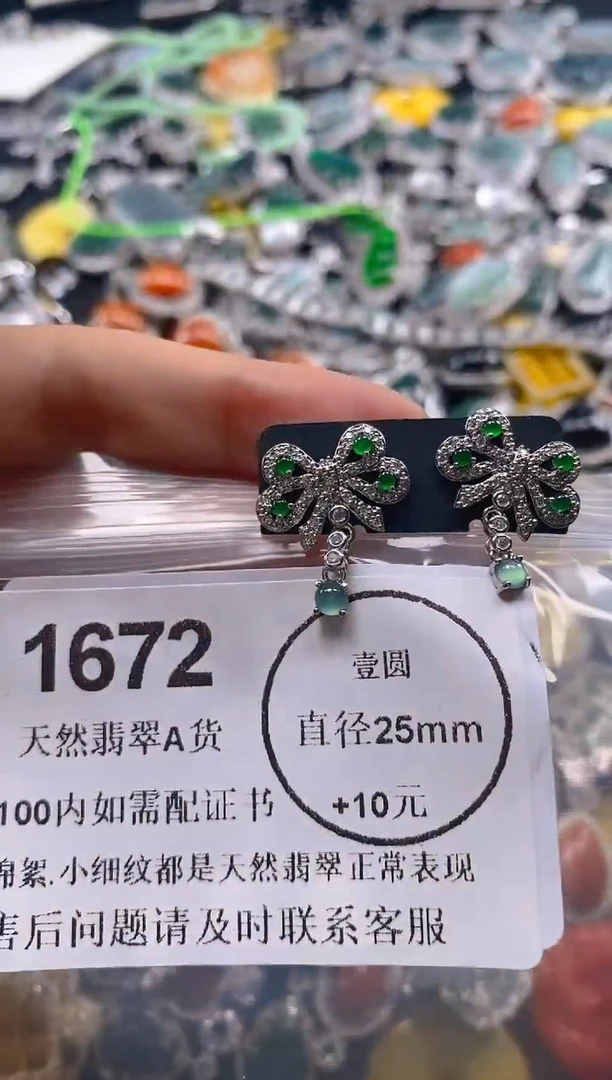 1672
天然翡翠A货
100内如需配证书
壹圆
直径25mm
+10元
棉絮.小细纹都是天然翡翠正常表现
售后问题请及时联系客服